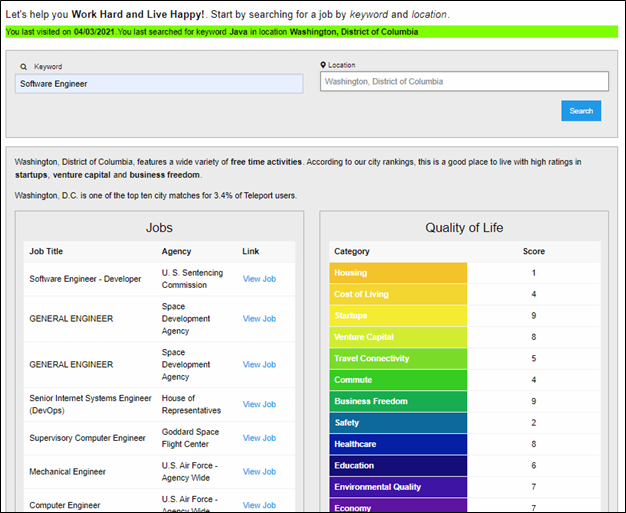 Let's help you Work Hard and Live Happy!. Start by searching for a job by keyword and location.
You last visited on 04/03/2021.You last searched for keyword Java in location Washington, District of Columbia
Keyword
Software Engineer
Location
Washington, District of Columbia
Search
Washington, District of Columbia, features a wide variety of free time activities. According to our city rankings, this is a good place to live with high ratings in
startups, venture capital and business freedom.
Washington, D.C. is one of the top ten city matches for 3.4% of Teleport users.
Jobs
Job Title Agency Link
Software Engineer - Developer U. S. Sentencing Commission View Job
GENERAL ENGINEER Space Development Agency View Job
GENERAL ENGINEER Space Development Agency View Job
Senior Internet Systems Engineer (DevOps) House of Representatives View Job
Supervisory Computer Engineer Goddard Space Flight Center View Job
Mechanical Engineer U.S. Air Force - Agency Wide View Job
Computer Engineer U.S. Air Force - Agency Wide View Job
Quality of Life
Category Score
Housing 1
Cost of Living 4
Startups 9
Venture Capital 8
Travel Connectivity 5
Commute 4
Business Freedom 9
Safety 2
Healthcare 8
Education 6
Environmental Quality 7
Economy 7